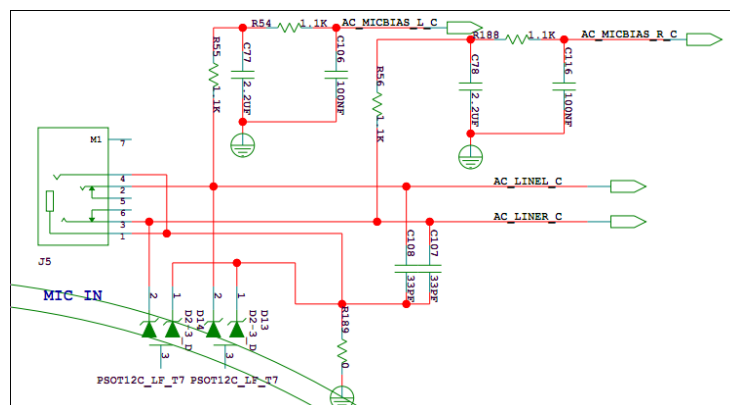 R54
1.1K
AC_MICBIAS_L_C
R188
1.1K
AC_MICBIAS_R_C
R55
1.1K
C77
2.2UF
C106
100NF
R56
1.1K
C78
2.2UF
C116
100NF
M1
7
4
2
5
6
3
1
J5
AC_LINEL_C
AC_LINER_C
C108
33PF
C107
33PF
MIC IN
2
1
2
1
D14
D2-3_D
D13
D2-3_D
3
3
R189
0
PSOT12C_LF_T7
PSOT12C_LF_T7